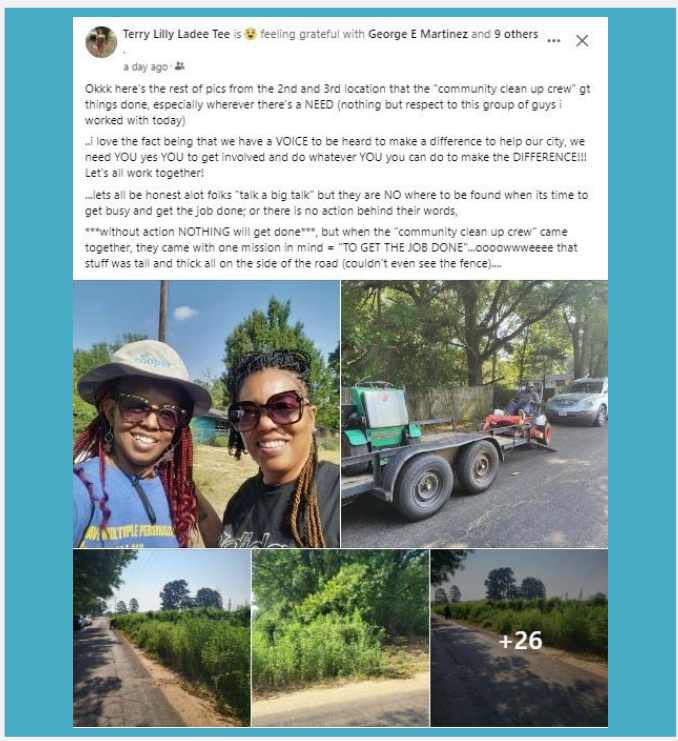 Terry Lilly Ladee Tee is 😉 feeling grateful with George E Martinez and 9 others
.
a day ago ·
Okkk here's the rest of pics from the 2nd and 3rd location that the "community clean up crew" gt
things done, especially wherever there's a NEED (nothing but respect to this group of guys i
worked with today)
..i love the fact being that we have a VOICE to be heard to make a difference to help our city, we
need YOU yes YOU to get involved and do whatever YOU you can do to make the DIFFERENCE!!!
Let's all work together!
...lets all be honest alot folks "talk a big talk" but they are NO where to be found when its time to
get busy and get the job done; or there is no action behind their words,
***without action NOTHING will get done***, but when the "community clean up crew" came
together, they came with one mission in mind = "TO GET THE JOB DONE"...oooowwweeee that
stuff was tall and thick all on the side of the road (couldn't even see the fence)....
cooper
MULTIPLE
+26